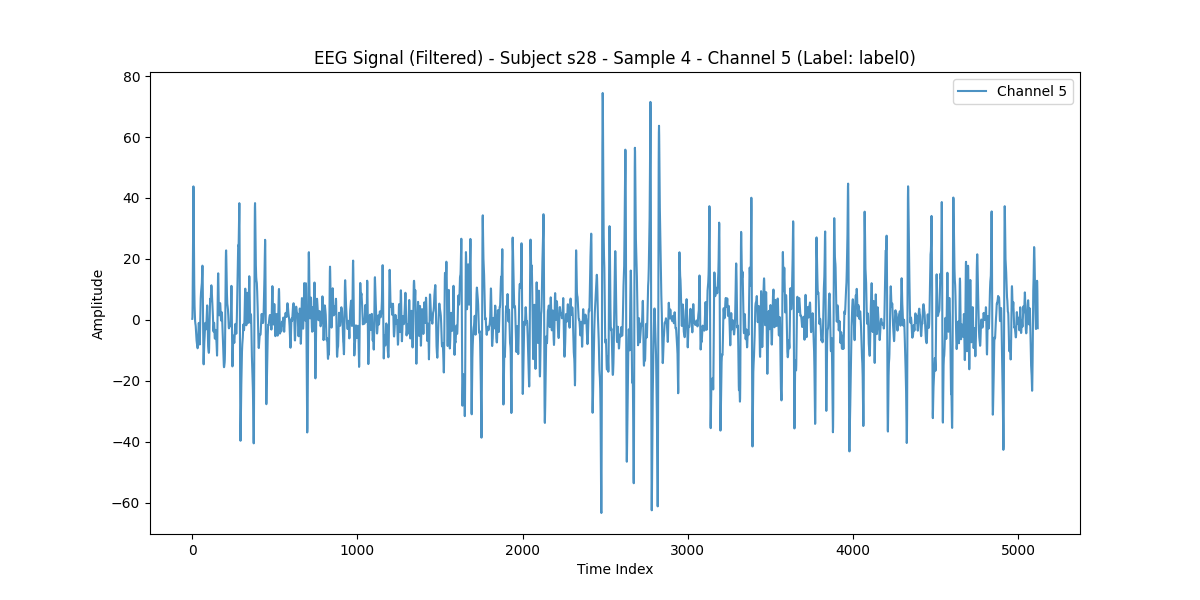 EEG Signal (Filtered) - Subject s28 - Sample 4 - Channel 5 (Label: label0)
Channel 5
80
60
40
20
0
−20
−40
−60
Amplitude
0 1000 2000 3000 4000 5000
Time Index